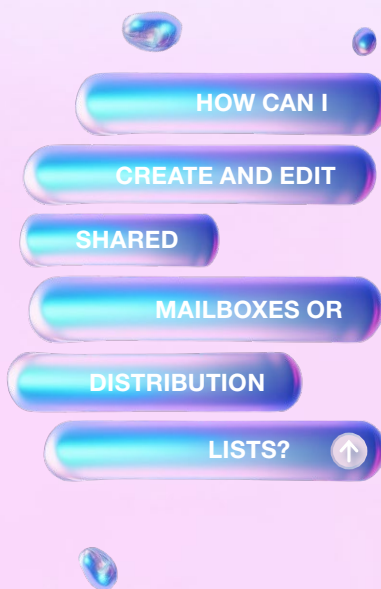 HOW CAN I
CREATE AND EDIT
SHARED
MAILBOXES OR
DISTRIBUTION
LISTS?